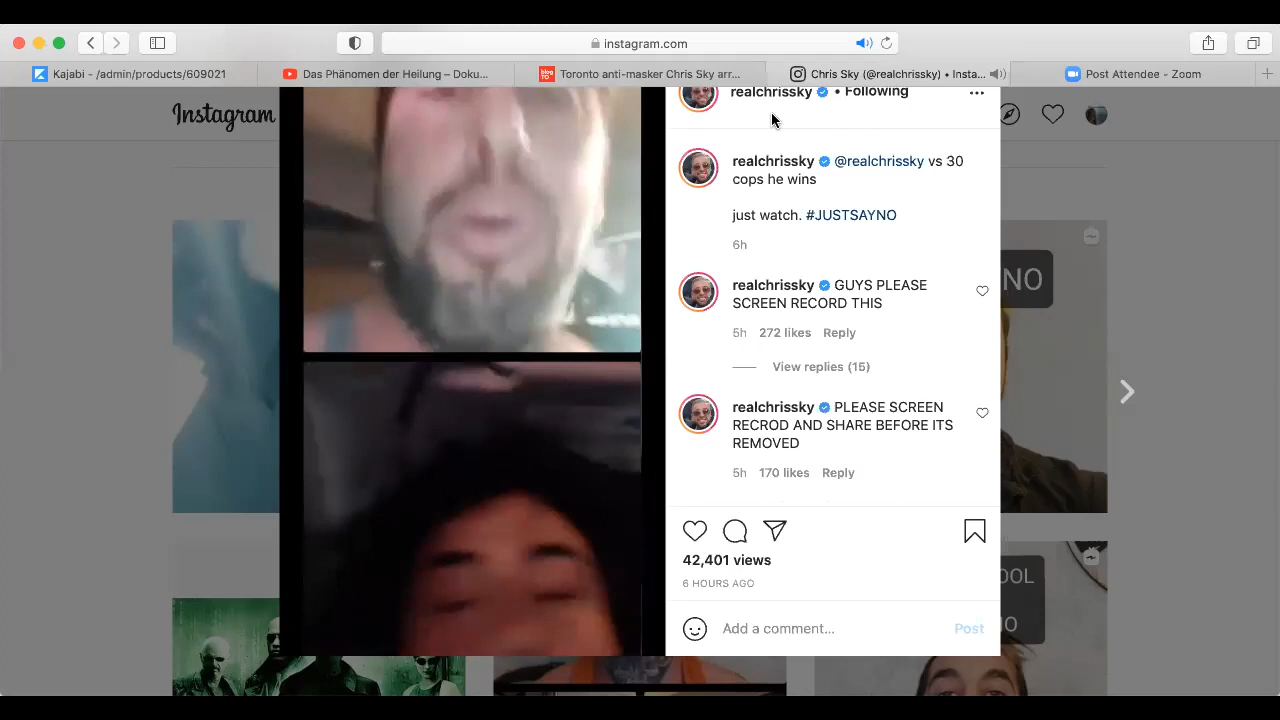 instagram.com
Kajabi - /admin/products/609021
Das Phänomen der Heilung – Doku...
blog
TO
Toronto anti-masker Chris Sky arr...
Chris Sky (@realchrissky) • Insta...
Post Attendee - Zoom
Instagram
realchrissky • Following
realchrissky @realchrissky vs 30
cops he wins
just watch. #JUSTSAYNO
6h
realchrissky GUYS PLEASE
SCREEN RECORD THIS
5h 272 likes Reply
View replies (15)
realchrissky PLEASE SCREEN
RECROD AND SHARE BEFORE ITS
REMOVED
5h 170 likes Reply
42,401 views
6 HOURS AGO
Add a comment...
Post
NO
OOL
NO